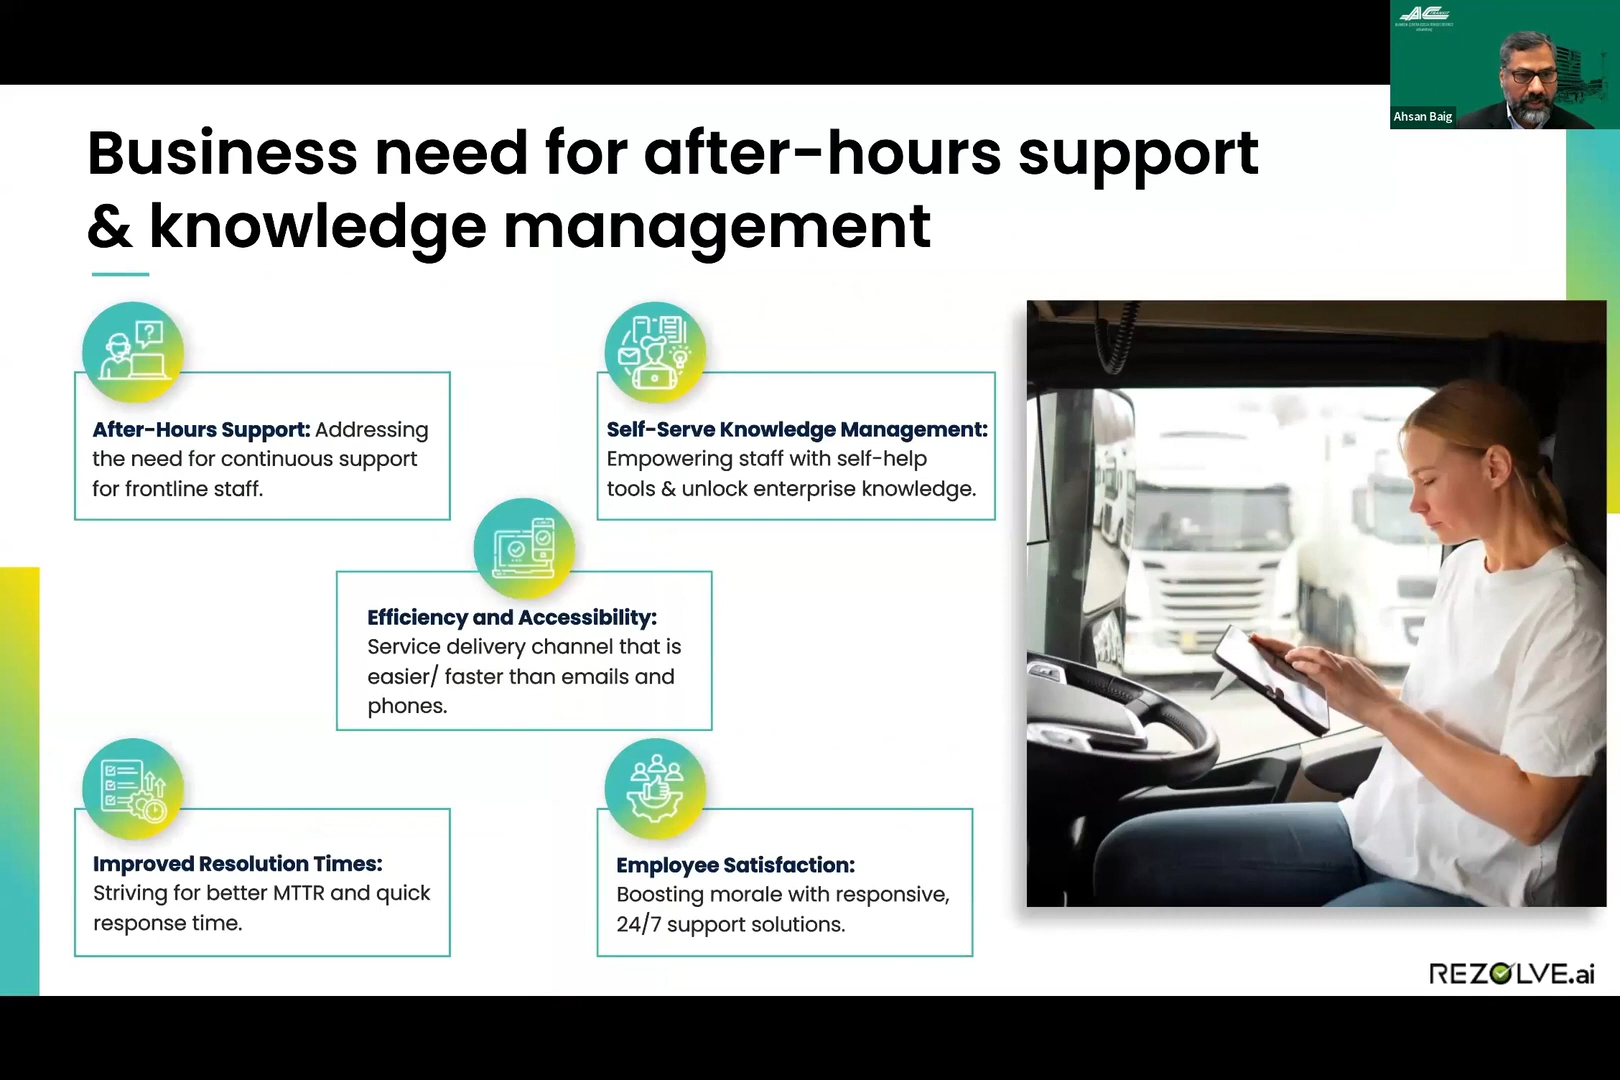 AC TRANSIT
Ahsan Baig
Business need for after-hours support
& knowledge management
?
After-Hours Support: Addressing
the need for continuous support
for frontline staff.
Self-Serve Knowledge Management:
Empowering staff with self-help
tools & unlock enterprise knowledge.
Efficiency and Accessibility:
Service delivery channel that is
easier/ faster than emails and
phones.
Improved Resolution Times:
Striving for better MTTR and quick
response time.
Employee Satisfaction:
Boosting morale with responsive,
24/7 support solutions.
REZOLVE.ai